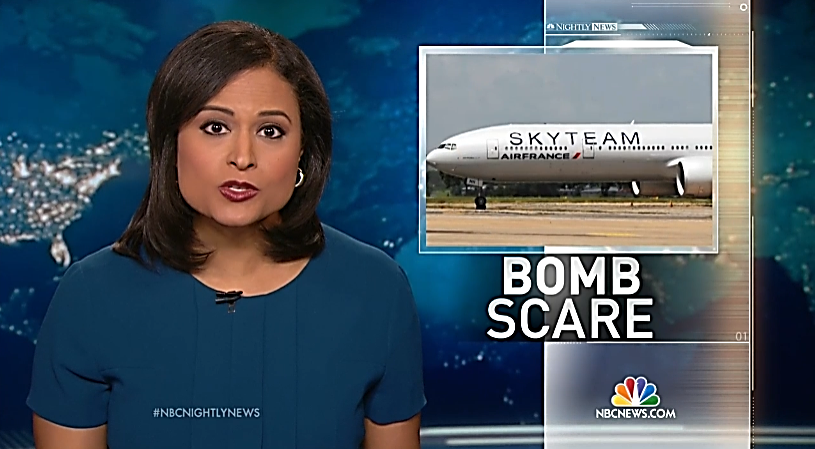 NIGHTLY NEWS
SKYTEAM
AIRFRANCE
BOMB
SCARE
01
#NBCNIGHTLYNEWS
NBCNEWS.COM